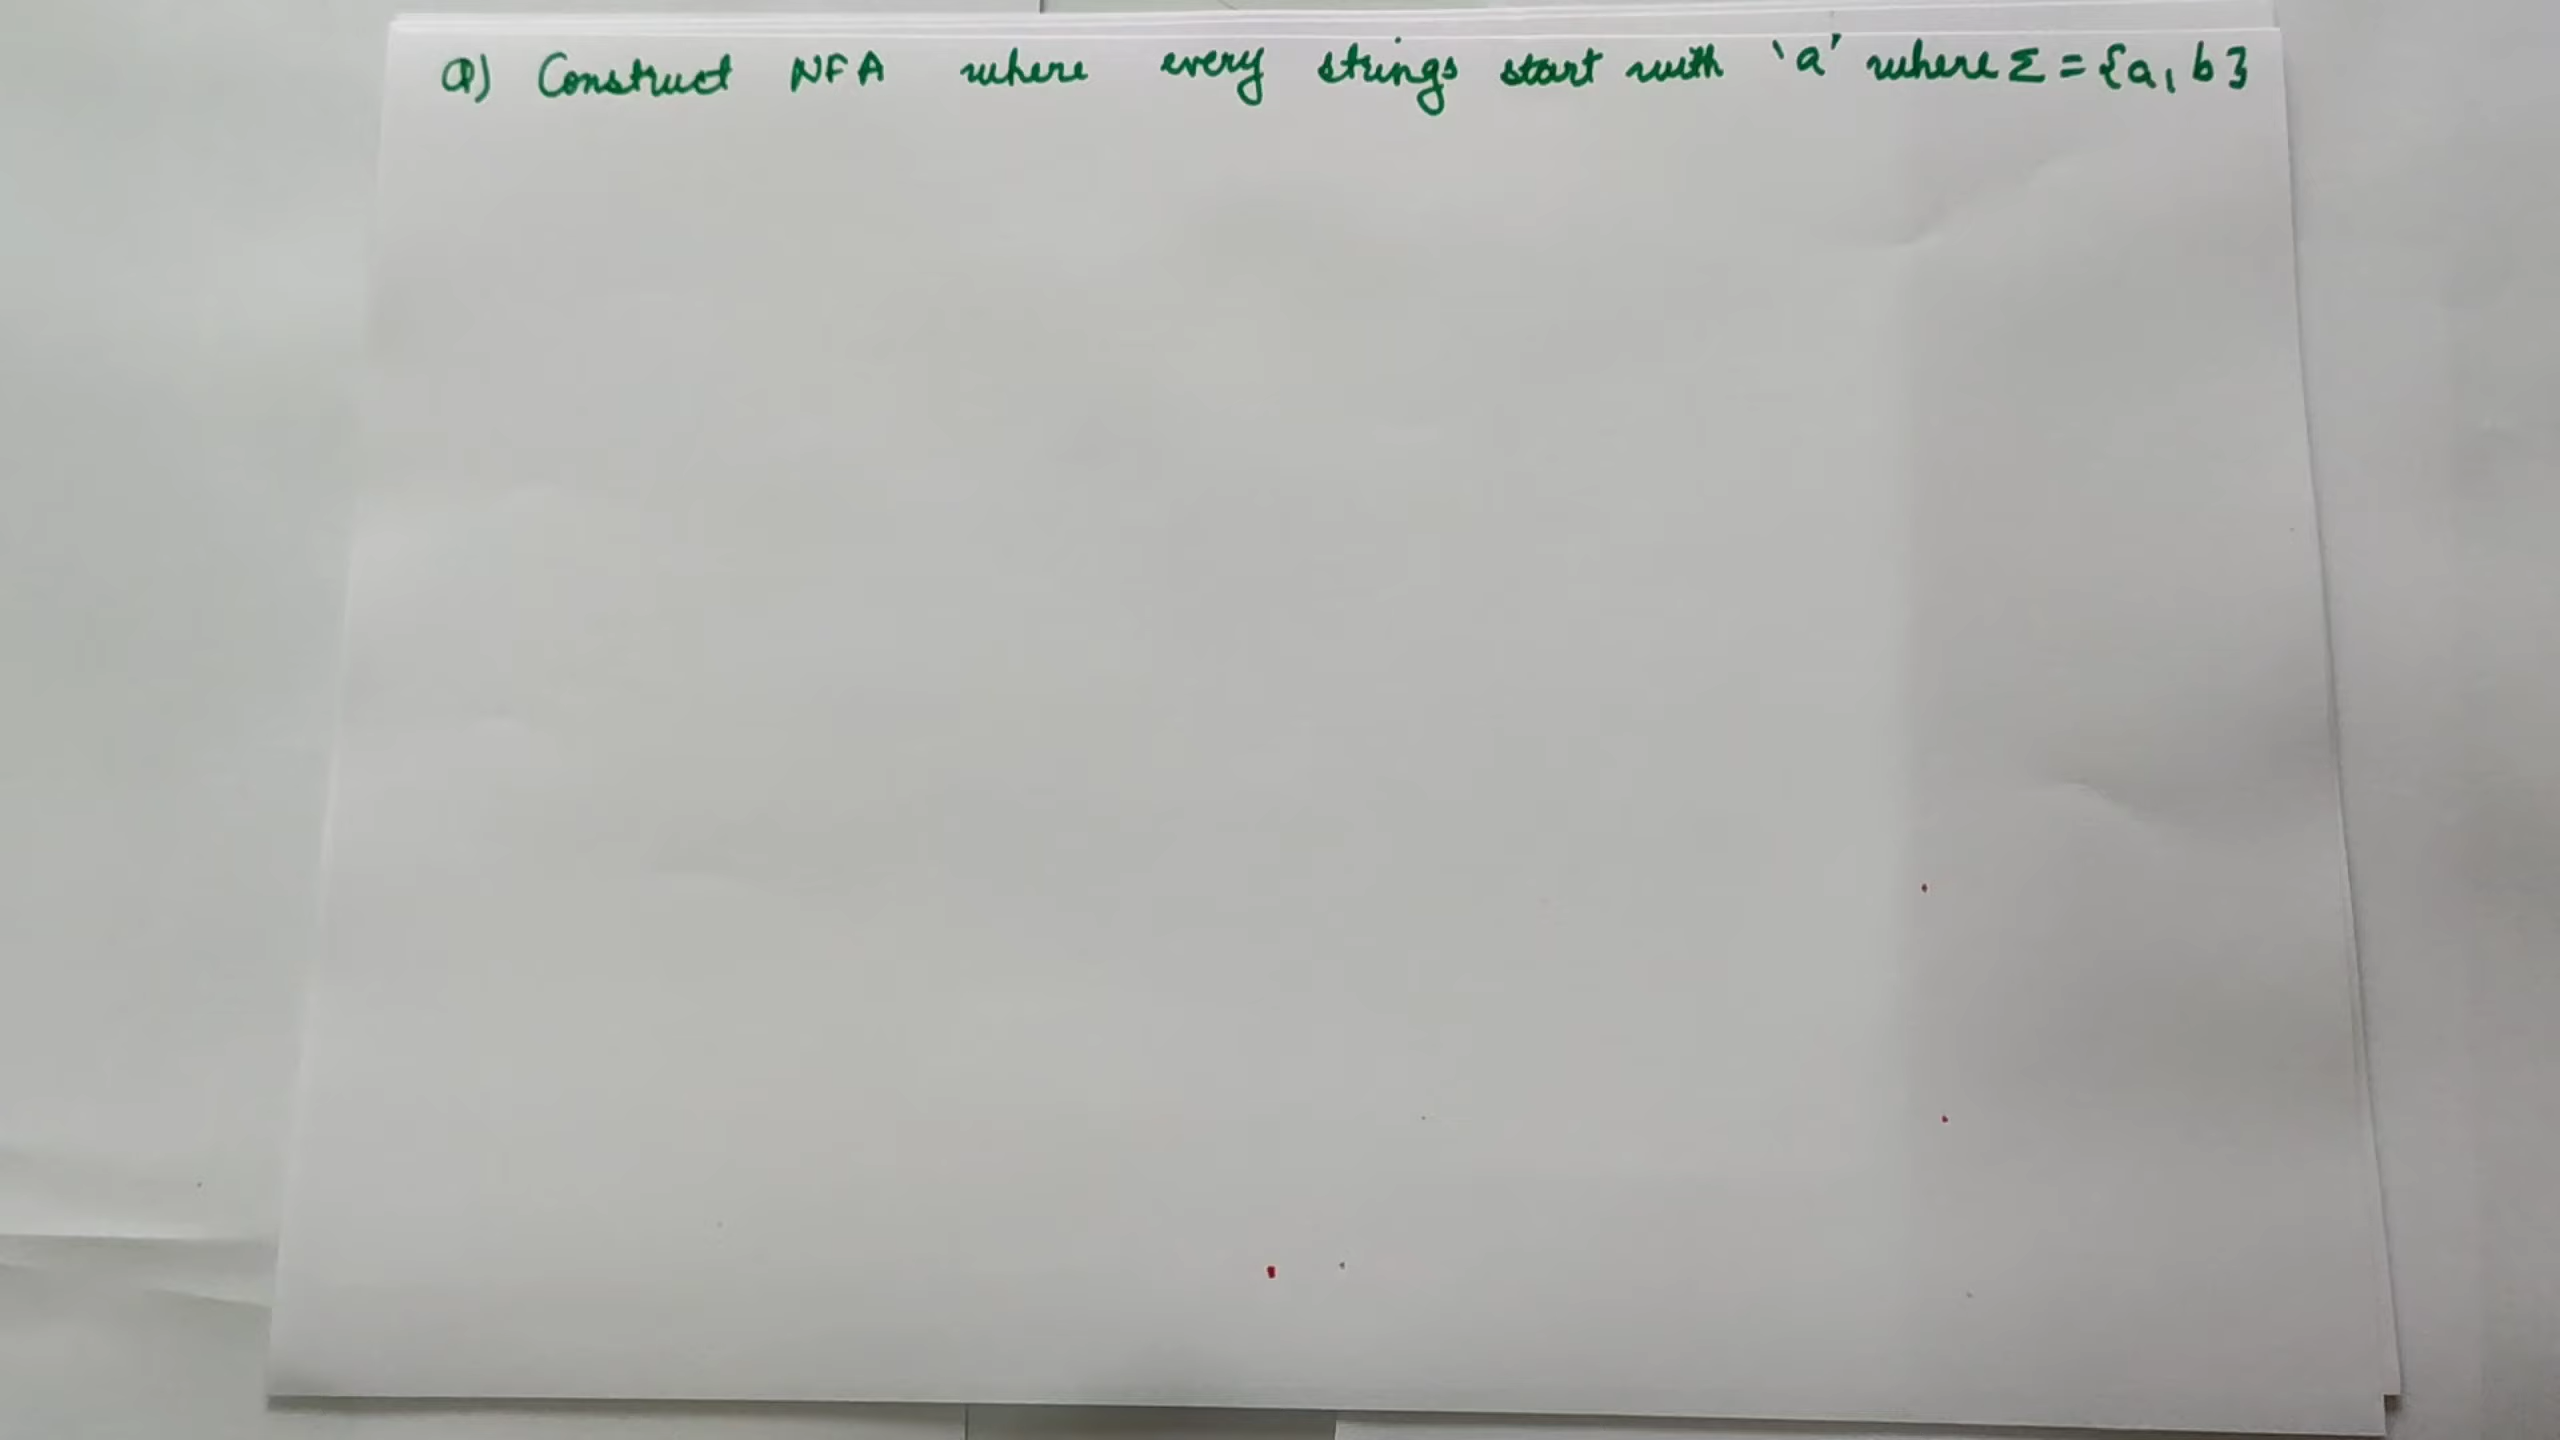 Q) Construct NFA where every strings start with 'a' where Σ = {a, b}